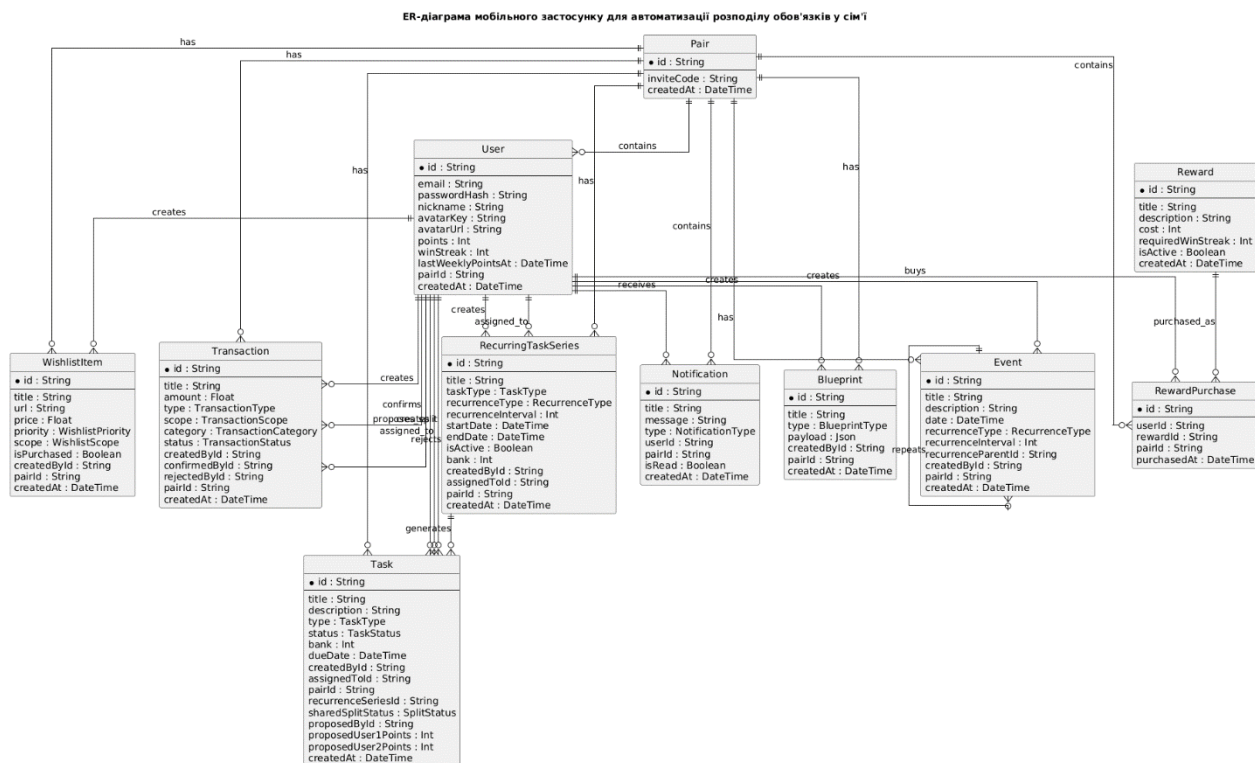 ER-діаграма мобільного застосунку для автоматизації розподілу обов'язків у сім'ї
has
has
Pair
id : String
inviteCode : String
createdAt : DateTime
contains
User
id : String
email : String
passwordHash : String
nickname : String
avatarKey : String
avatarUrl : String
points : Int
winStreak : Int
lastWeeklyPointsAt : DateTime
pairId : String
createdAt : DateTime
contains
has
has
contains
has
creates
Reward
id : String
title : String
description : String
cost : Int
requiredWinStreak : Int
isActive : Boolean
createdAt : DateTime
buys
creates
creates
receives
creates
assigned_to
has
purchased_as
WishlistItem
id : String
title : String
url : String
price : Float
priority : WishlistPriority
scope : WishlistScope
isPurchased : Boolean
createdById : String
pairId : String
createdAt : DateTime
Transaction
id : String
title : String
amount : Float
type : TransactionType
scope : TransactionScope
category : TransactionCategory
status : TransactionStatus
createdById : String
confirmedById : String
rejectedById : String
pairId : String
createdAt : DateTime
creates
confirms
assigned_to
rejects
RecurringTaskSeries
id : String
title : String
taskType : TaskType
recurrenceType : RecurrenceType
recurrenceInterval : Int
startDate : DateTime
endDate : DateTime
isActive : Boolean
bank : Int
createdById : String
assignedToId : String
pairId : String
createdAt : DateTime
Notification
id : String
title : String
message : String
type : NotificationType
userId : String
pairId : String
isRead : Boolean
createdAt : DateTime
Blueprint
id : String
title : String
type : BlueprintType
payload : Json
createdById : String
pairId : String
createdAt : DateTime
repeats
Event
id : String
title : String
description : String
date : DateTime
recurrenceType : RecurrenceType
recurrenceInterval : Int
recurrenceParentId : String
createdById : String
pairId : String
createdAt : DateTime
RewardPurchase
id : String
userId : String
rewardId : String
pairId : String
purchasedAt : DateTime
generates
Task
id : String
title : String
description : String
type : TaskType
status : TaskStatus
bank : Int
dueDate : DateTime
createdById : String
assignedToId : String
pairId : String
recurrenceSeriesId : String
sharedSplitStatus : SplitStatus
proposedById : String
proposedUser1Points : Int
proposedUser2Points : Int
createdAt : DateTime